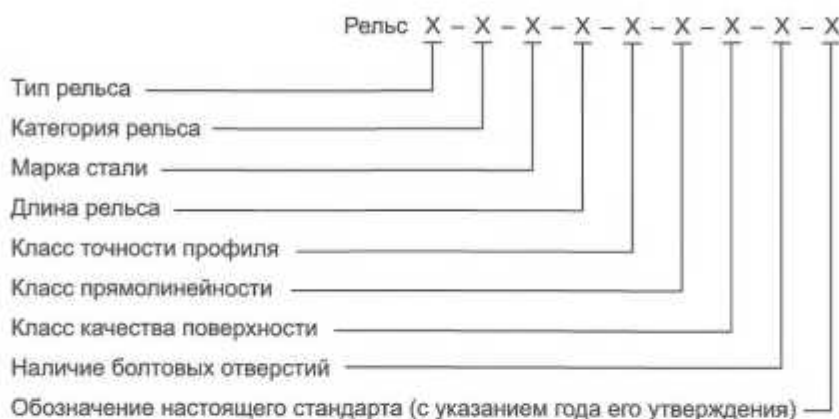 Рельс X – X – X – X – X – X – X – X – X
Тип рельса
Категория рельса
Марка стали
Длина рельса
Класс точности профиля
Класс прямолинейности
Класс качества поверхности
Наличие болтовых отверстий
Обозначение настоящего стандарта (с указанием года его утверждения)